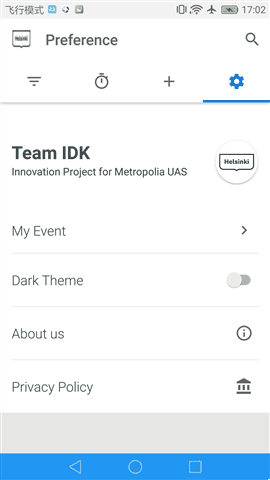 飞行模式
17:02
Helsinki
Preference
Team IDK
Innovation Project for Metropolia UAS
Helsinki
My Event
Dark Theme
About us
Privacy Policy